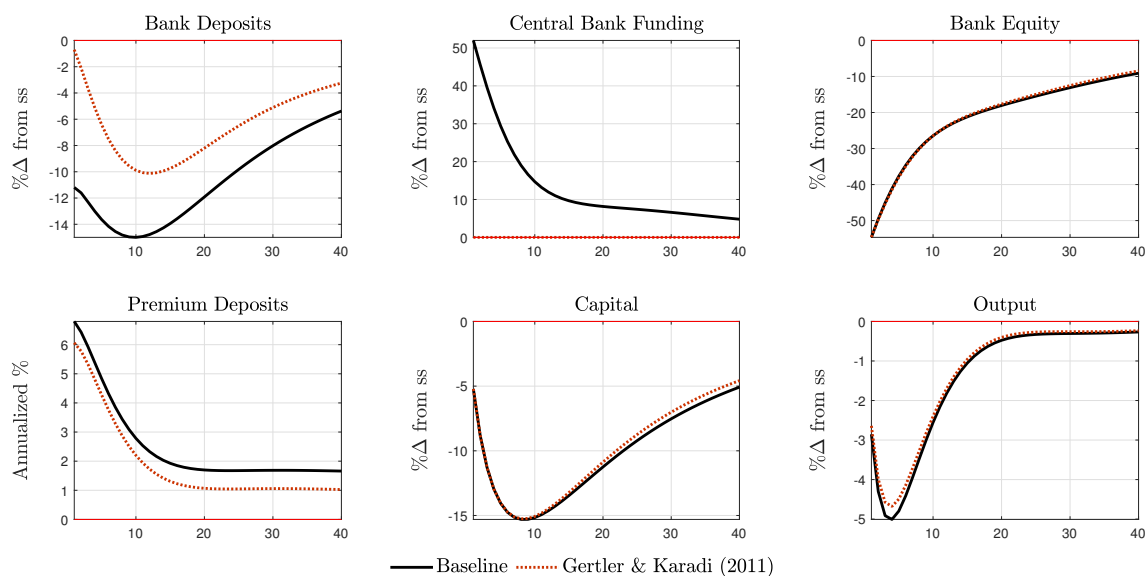 Bank Deposits
%Δ from ss
0
-2
-4
-6
-8
-10
-12
-14
10 20 30 40
Central Bank Funding
%Δ from ss
50
40
30
20
10
0
10 20 30 40
Bank Equity
%Δ from ss
0
-10
-20
-30
-40
-50
10 20 30 40
Premium Deposits
Annualized %
6
5
4
3
2
1
0
10 20 30 40
Capital
%Δ from ss
0
-5
-10
-15
10 20 30 40
Output
%Δ from ss
0
-1
-2
-3
-4
-5
10 20 30 40
Baseline Gertler & Karadi (2011)